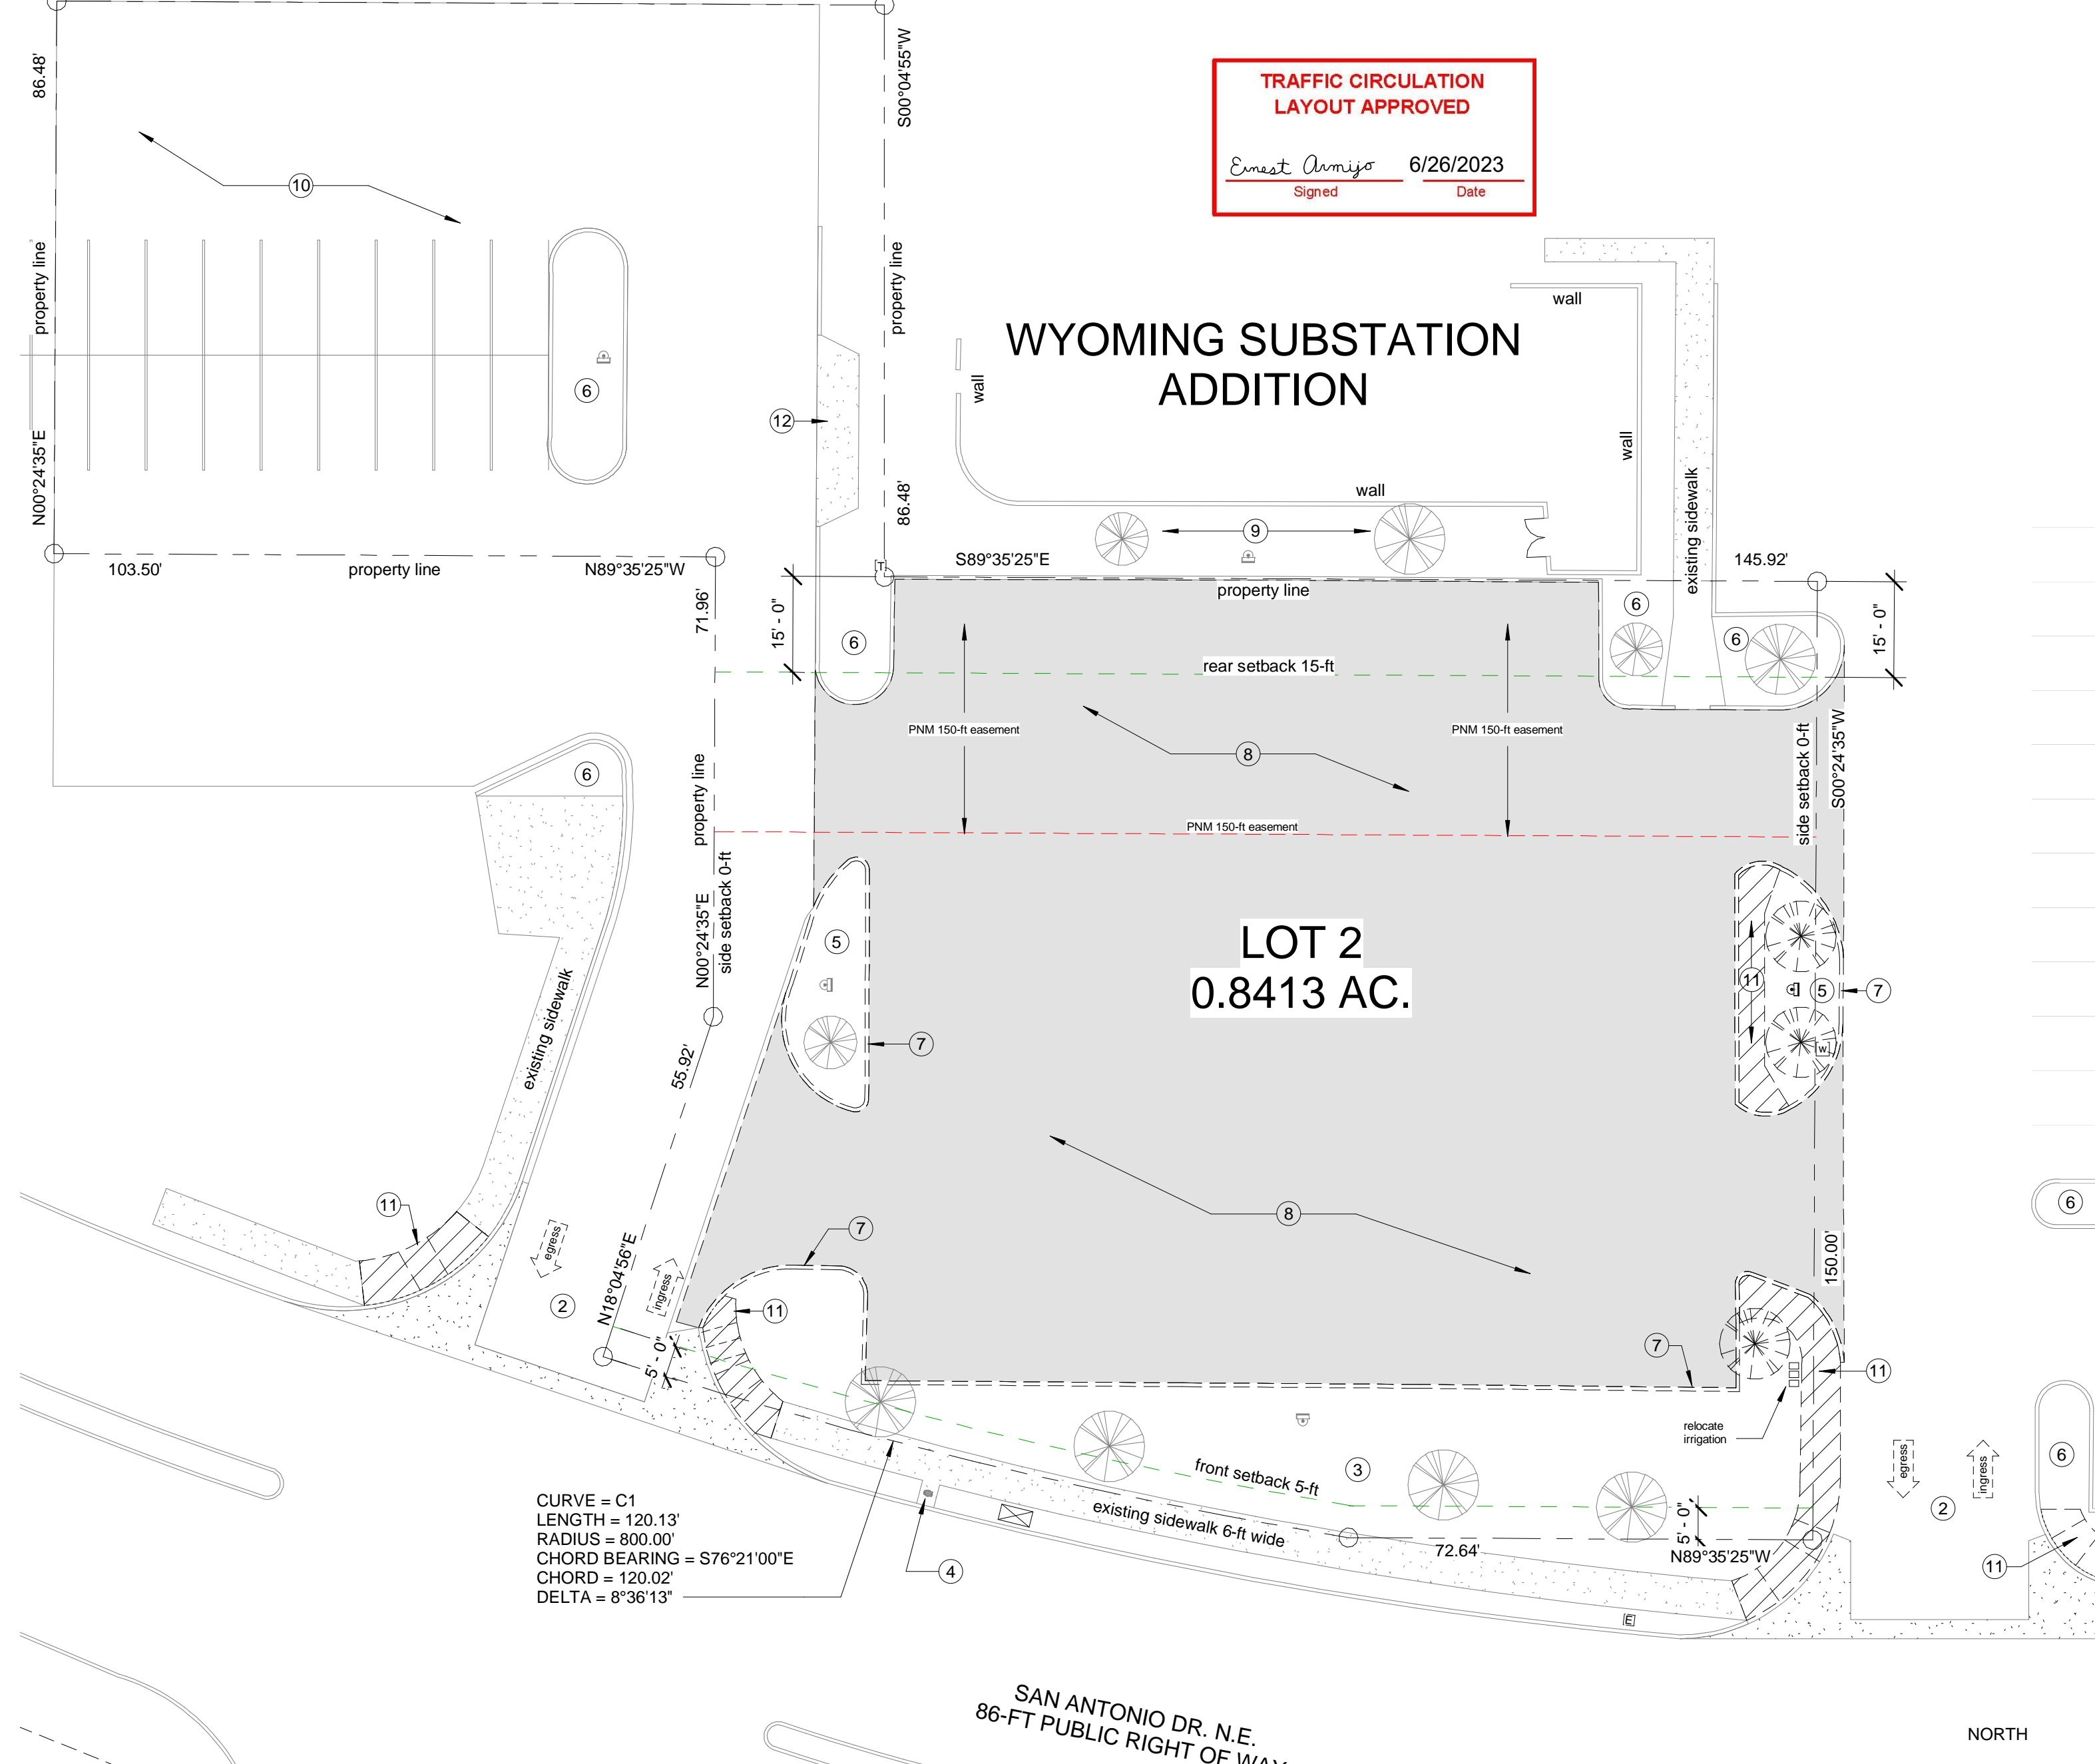 86.48'
S00°04'55"W
TRAFFIC CIRCULATION
LAYOUT APPROVED
Ernest Armijo 6/26/2023
Signed Date
10
property line
property line
wall
WYOMING SUBSTATION
ADDITION
wall
6
12
wall
N00°24'35"E
86.48'
wall
existing sidewalk
9
S89°35'25"E
145.92'
103.50'
property line
N89°35'25"W
T
property line
71.96'
15' - 0"
6
6
6
15' - 0"
rear setback 15-ft
PNM 150-ft easement
PNM 150-ft easement
8
side setback 0-ft
S00°24'35"W
6
property line
PNM 150-ft easement
side setback 0-ft
N00°24'35"E
5
LOT 2
0.8413 AC.
11
5
7
existing sidewalk
7
W
55.92'
11
8
6
7
egress
N18°04'56"E
ingress
150.00'
2
11
5' - 0"
7
11
relocate
irrigation
egress
ingress
6
front setback 5-ft
3
2
CURVE = C1
LENGTH = 120.13'
RADIUS = 800.00'
CHORD BEARING = S76°21'00"E
CHORD = 120.02'
DELTA = 8°36'13"
existing sidewalk 6-ft wide
5' - 0"
72.64'
N89°35'25"W
4
11
E
SAN ANTONIO DR. N.E.
86-FT PUBLIC RIGHT OF WAY
NORTH